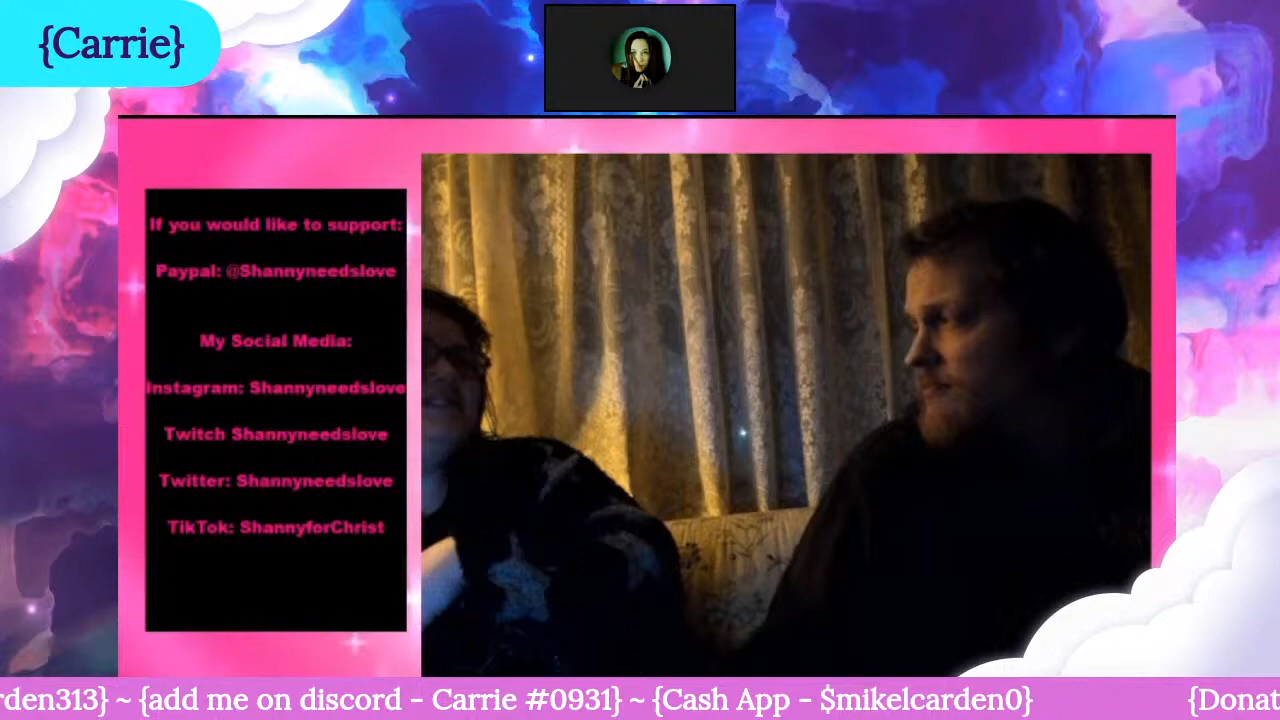 {Carrie}
If you would like to support:
Paypal: @Shannyneedslove
My Social Media:
Instagram: Shannyneedslove
Twitch Shannyneedslove
Twitter: Shannyneedslove
TikTok: ShannyforChrist
rden313} ~ {add me on discord - Carrie #0931} ~ {Cash App - $mikelcarden0} {Donat